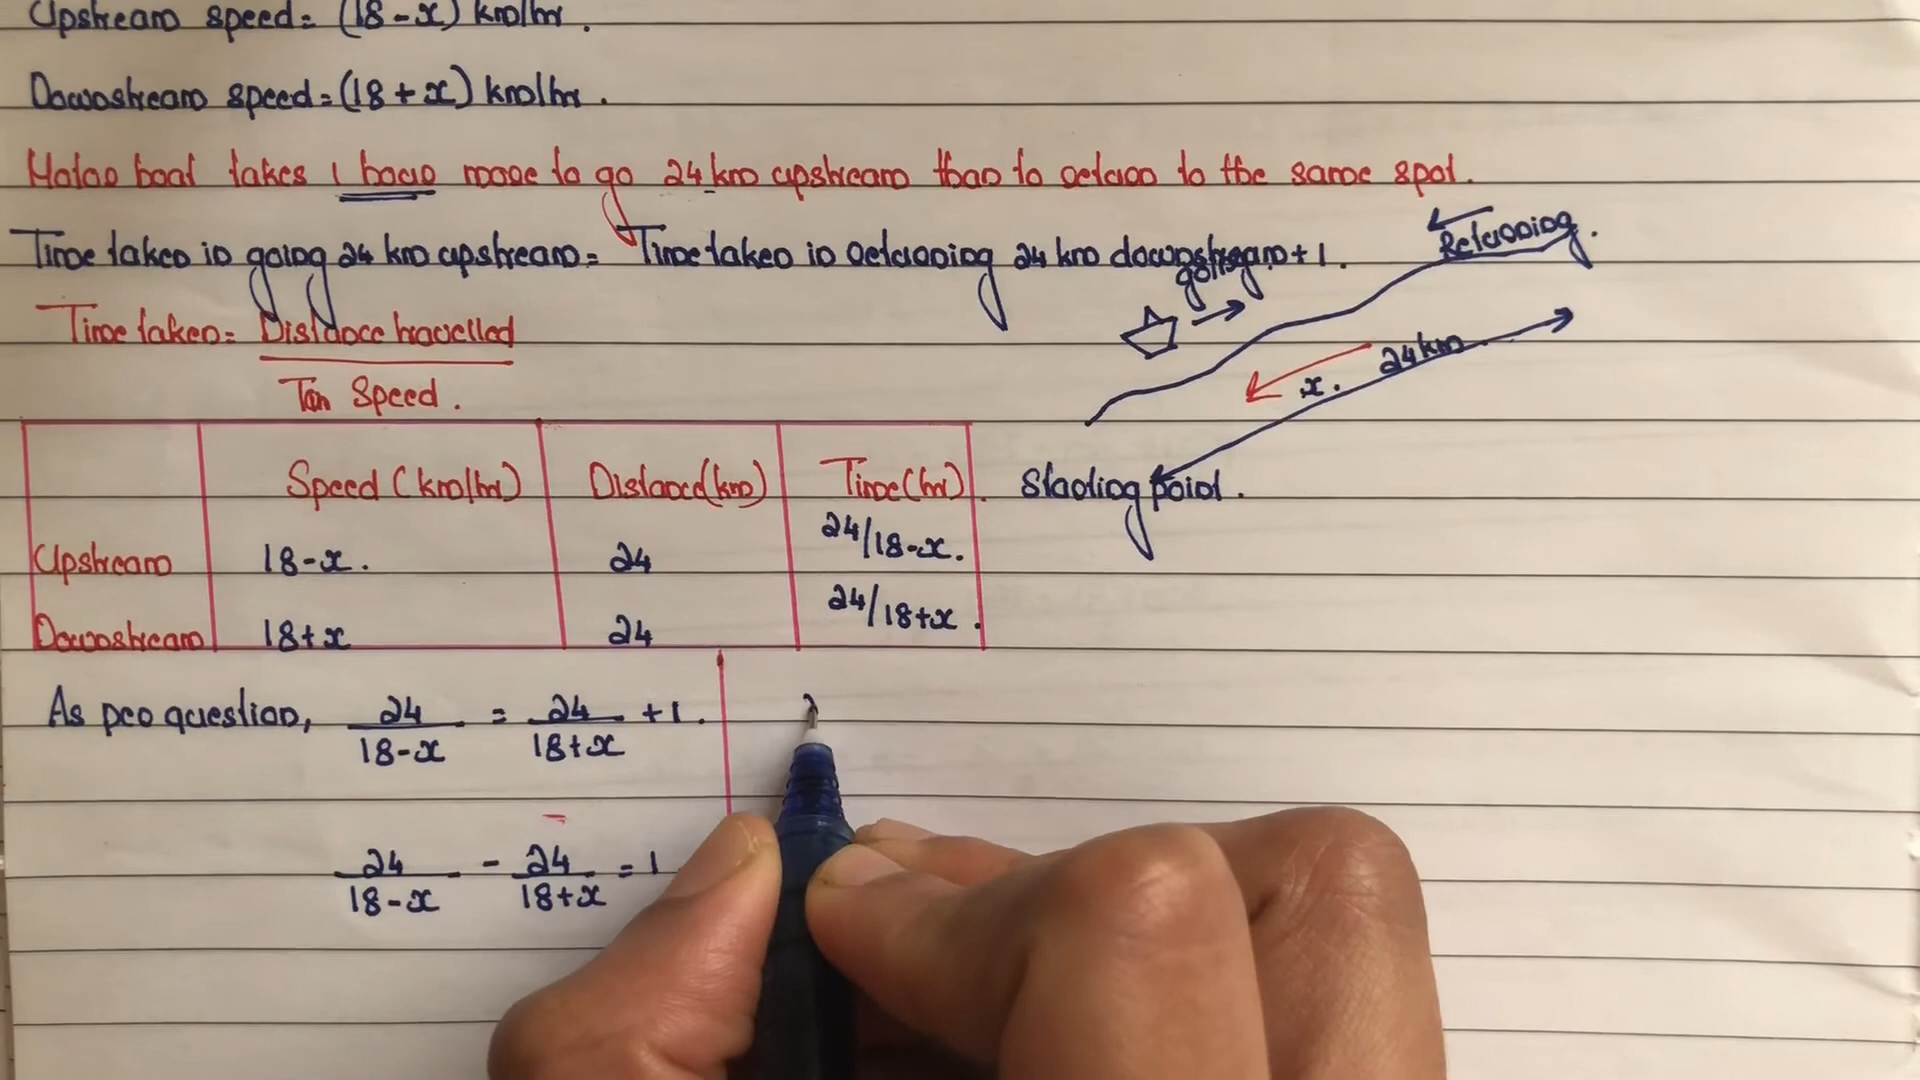 Upstream speed = (18 - x) km/hr.
Downstream speed = (18 + x) km/hr.
Motor boat takes 1 hour more to go 24 km upstream than to return to the same spot.
Returning.
Time taken in going 24 km upstream = Time taken in returning 24 km downstream + 1.
going
Time taken = Distance travelled
Speed.
x. 24 km
Speed (km/hr) Distance (km) Time (hr). Starting point.
Upstream 18-x. 24 24/18-x.
Downstream 18+x 24 24/18+x.
As per question, 24/18-x = 24/18+x + 1.
24/18-x - 24/18+x = 1